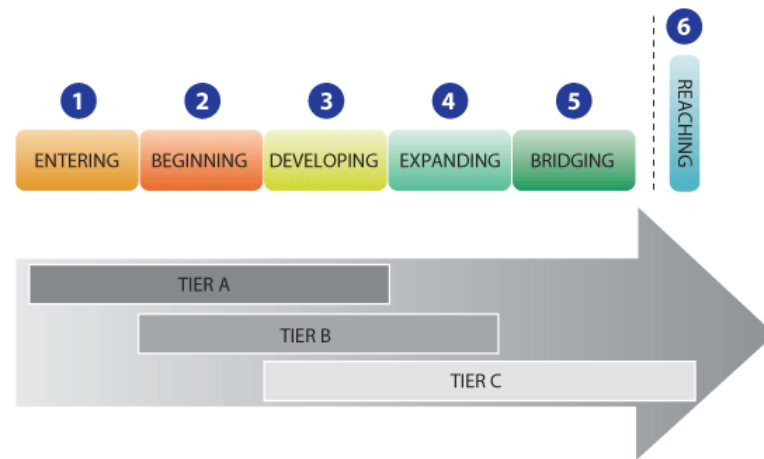 6
1 2 3 4 5
REACHING
ENTERING BEGINNING DEVELOPING EXPANDING BRIDGING
TIER A
TIER B
TIER C